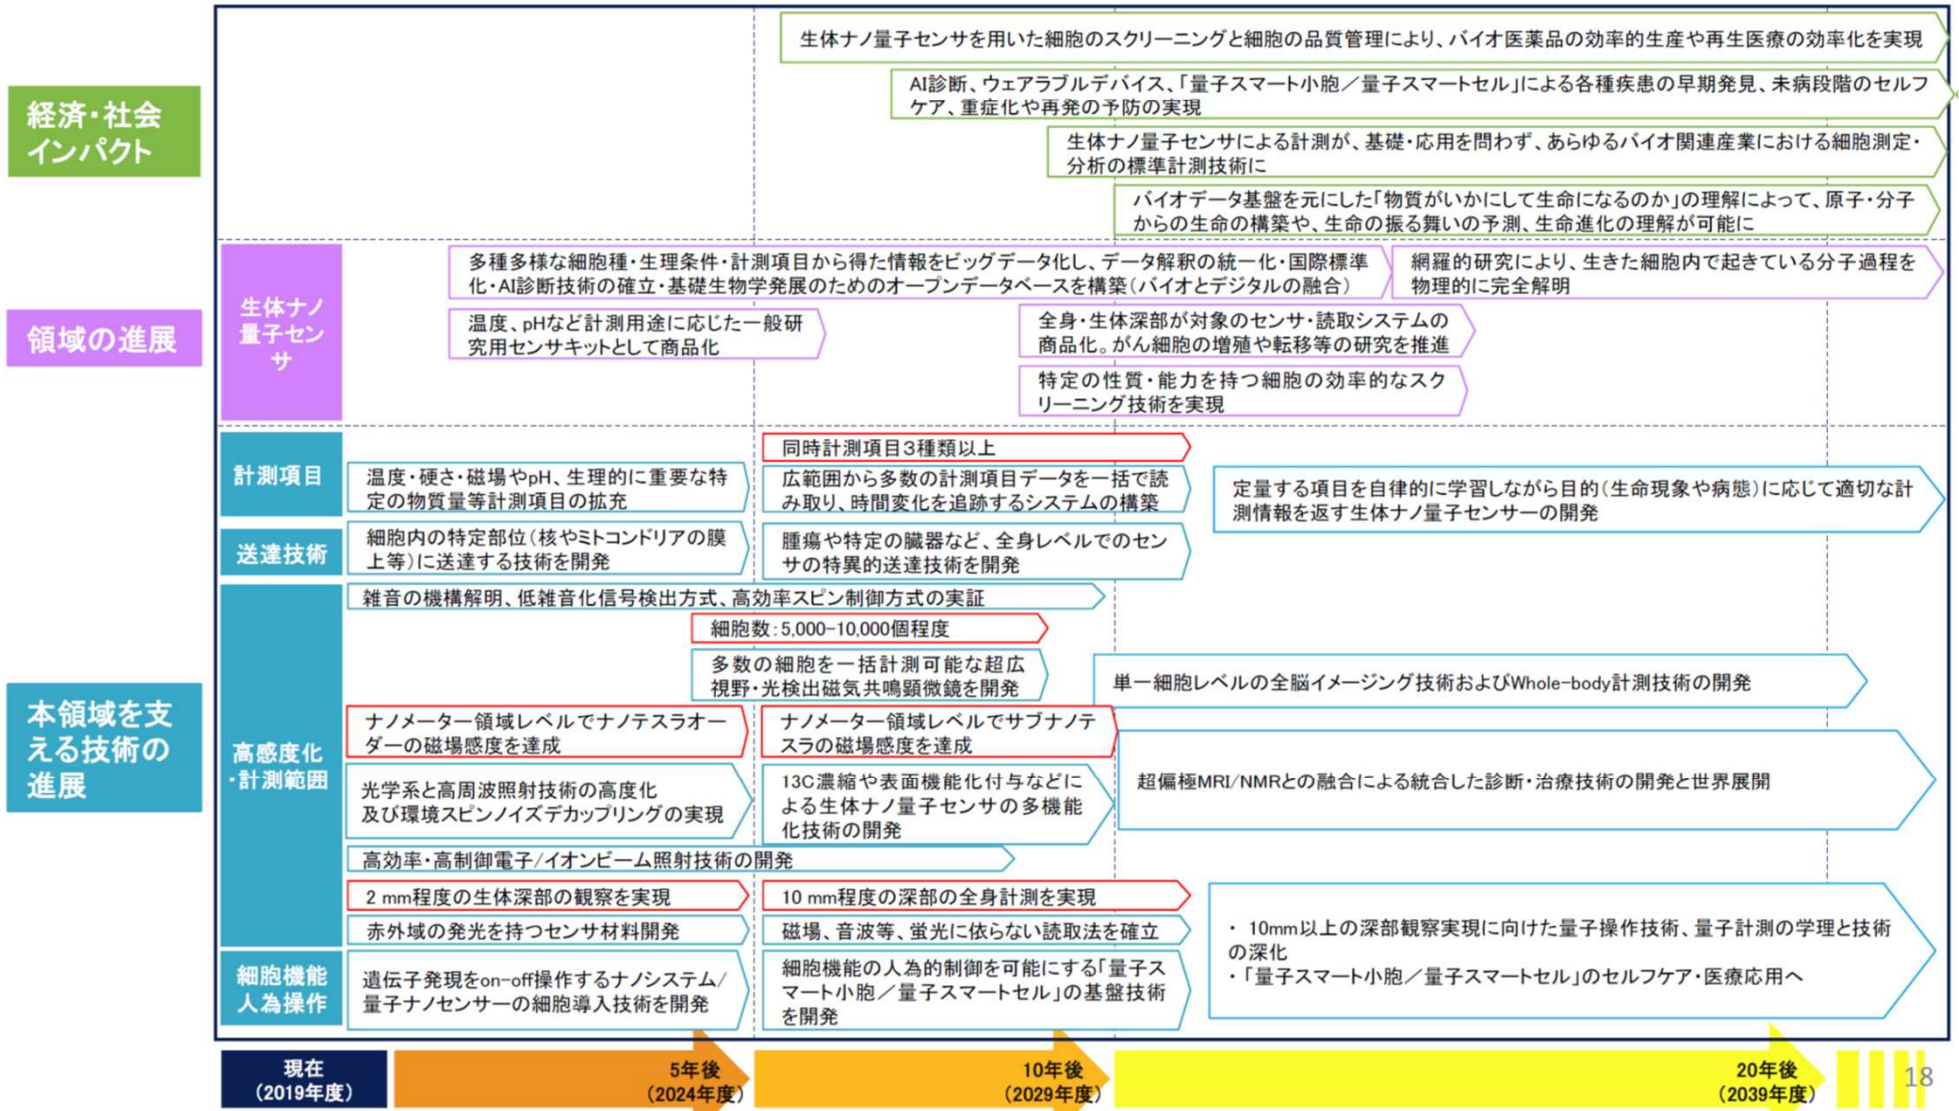 生体ナノ量子センサを用いた細胞のスクリーニングと細胞の品質管理により、バイオ医薬品の効率的生産や再生医療の効率化を実現
AI診断、ウェアラブルデバイス、「量子スマート小胞／量子スマートセル」による各種疾患の早期発見、未病段階のセルフ
ケア、重症化や再発の予防の実現
経済・社会
インパクト
生体ナノ量子センサによる計測が、基礎・応用を問わず、あらゆるバイオ関連産業における細胞測定・
分析の標準計測技術に
バイオデータ基盤を元にした「物質がいかにして生命になるのか」の理解によって、原子・分子
からの生命の構築や、生命の振る舞いの予測、生命進化の理解が可能に
領域の進展
生体ナノ
量子セン
サ
多種多様な細胞種・生理条件・計測項目から得た情報をビッグデータ化し、データ解釈の統一化・国際標準
化・AI診断技術の確立・基礎生物学発展のためのオープンデータベースを構築（バイオとデジタルの融合）
網羅的研究により、生きた細胞内で起きている分子過程を
物理的に完全解明
温度、pHなど計測用途に応じた一般研
究用センサキットとして商品化
全身・生体深部が対象のセンサ・読取システムの
商品化。がん細胞の増殖や転移等の研究を推進
特定の性質・能力を持つ細胞の効率的なスク
リーニング技術を実現
本領域を支
える技術の
進展
計測項目
同時計測項目３種類以上
温度・硬さ・磁場やpH、生理的に重要な特
定の物質量等計測項目の拡充
広範囲から多数の計測項目データを一括で読
み取り、時間変化を追跡するシステムの構築
定量する項目を自律的に学習しながら目的（生命現象や病態）に応じて適切な計
測情報を返す生体ナノ量子センサーの開発
送達技術
細胞内の特定部位（核やミトコンドリアの膜
上等）に送達する技術を開発
腫瘍や特定の臓器など、全身レベルでのセン
サの特異的送達技術を開発
高感度化
・計測範囲
雑音の機構解明、低雑音化信号検出方式、高効率スピン制御方式の実証
細胞数：5,000-10,000個程度
多数の細胞を一括計測可能な超広
視野・光検出磁気共鳴顕微鏡を開発
単一細胞レベルの全脳イメージング技術およびWhole-body計測技術の開発
ナノメーター領域レベルでナノテスラオー
ダーの磁場感度を達成
ナノメーター領域レベルでサブナノテ
スラの磁場感度を達成
光学系と高周波照射技術の高度化
及び環境スピンノイズデカップリングの実現
13C濃縮や表面機能化付与などに
よる生体ナノ量子センサの多機能
化技術の開発
超偏極MRI/NMRとの融合による統合した診断・治療技術の開発と世界展開
高効率・高制御電子/イオンビーム照射技術の開発
2 mm程度の生体深部の観察を実現
10 mm程度の深部の全身計測を実現
赤外域の発光を持つセンサ材料開発
磁場、音波等、蛍光に依らない読取法を確立
・ 10mm以上の深部観察実現に向けた量子操作技術、量子計測の学理と技術
の深化
・「量子スマート小胞／量子スマートセル」のセルフケア・医療応用へ
細胞機能
人為操作
遺伝子発現をon-off操作するナノシステム/
量子ナノセンサーの細胞導入技術を開発
細胞機能の人為的制御を可能にする「量子ス
マート小胞／量子スマートセル」の基盤技術
を開発
現在
（2019年度）
5年後
（2024年度）
10年後
（2029年度）
20年後
（2039年度）
18